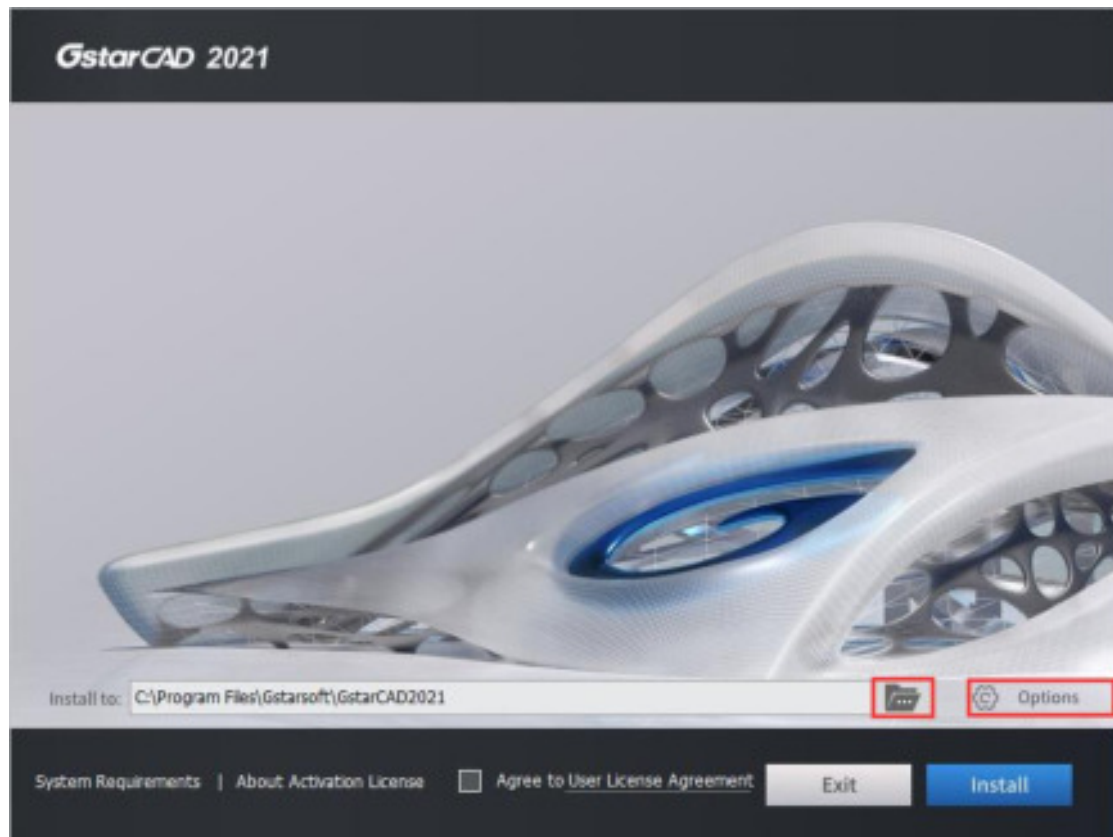 GstarCAD 2021
Install to: C:\Program Files\Gstarsoft\GstarCAD2021 Options
System Requirements | About Activation License Agree to User License Agreement Exit Install